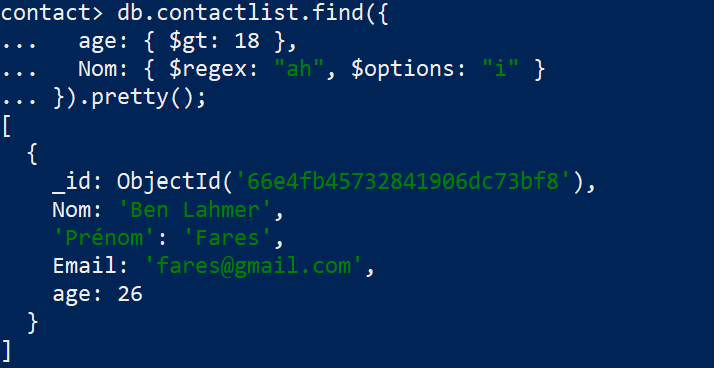 contact> db.contactlist.find({
...   age: { $gt: 18 },
...   Nom: { $regex: "ah", $options: "i" }
... }).pretty();
[
  {
    _id: ObjectId('66e4fb45732841906dc73bf8'),
    Nom: 'Ben Lahmer',
    'Prénom': 'Fares',
    Email: 'fares@gmail.com',
    age: 26
  }
]